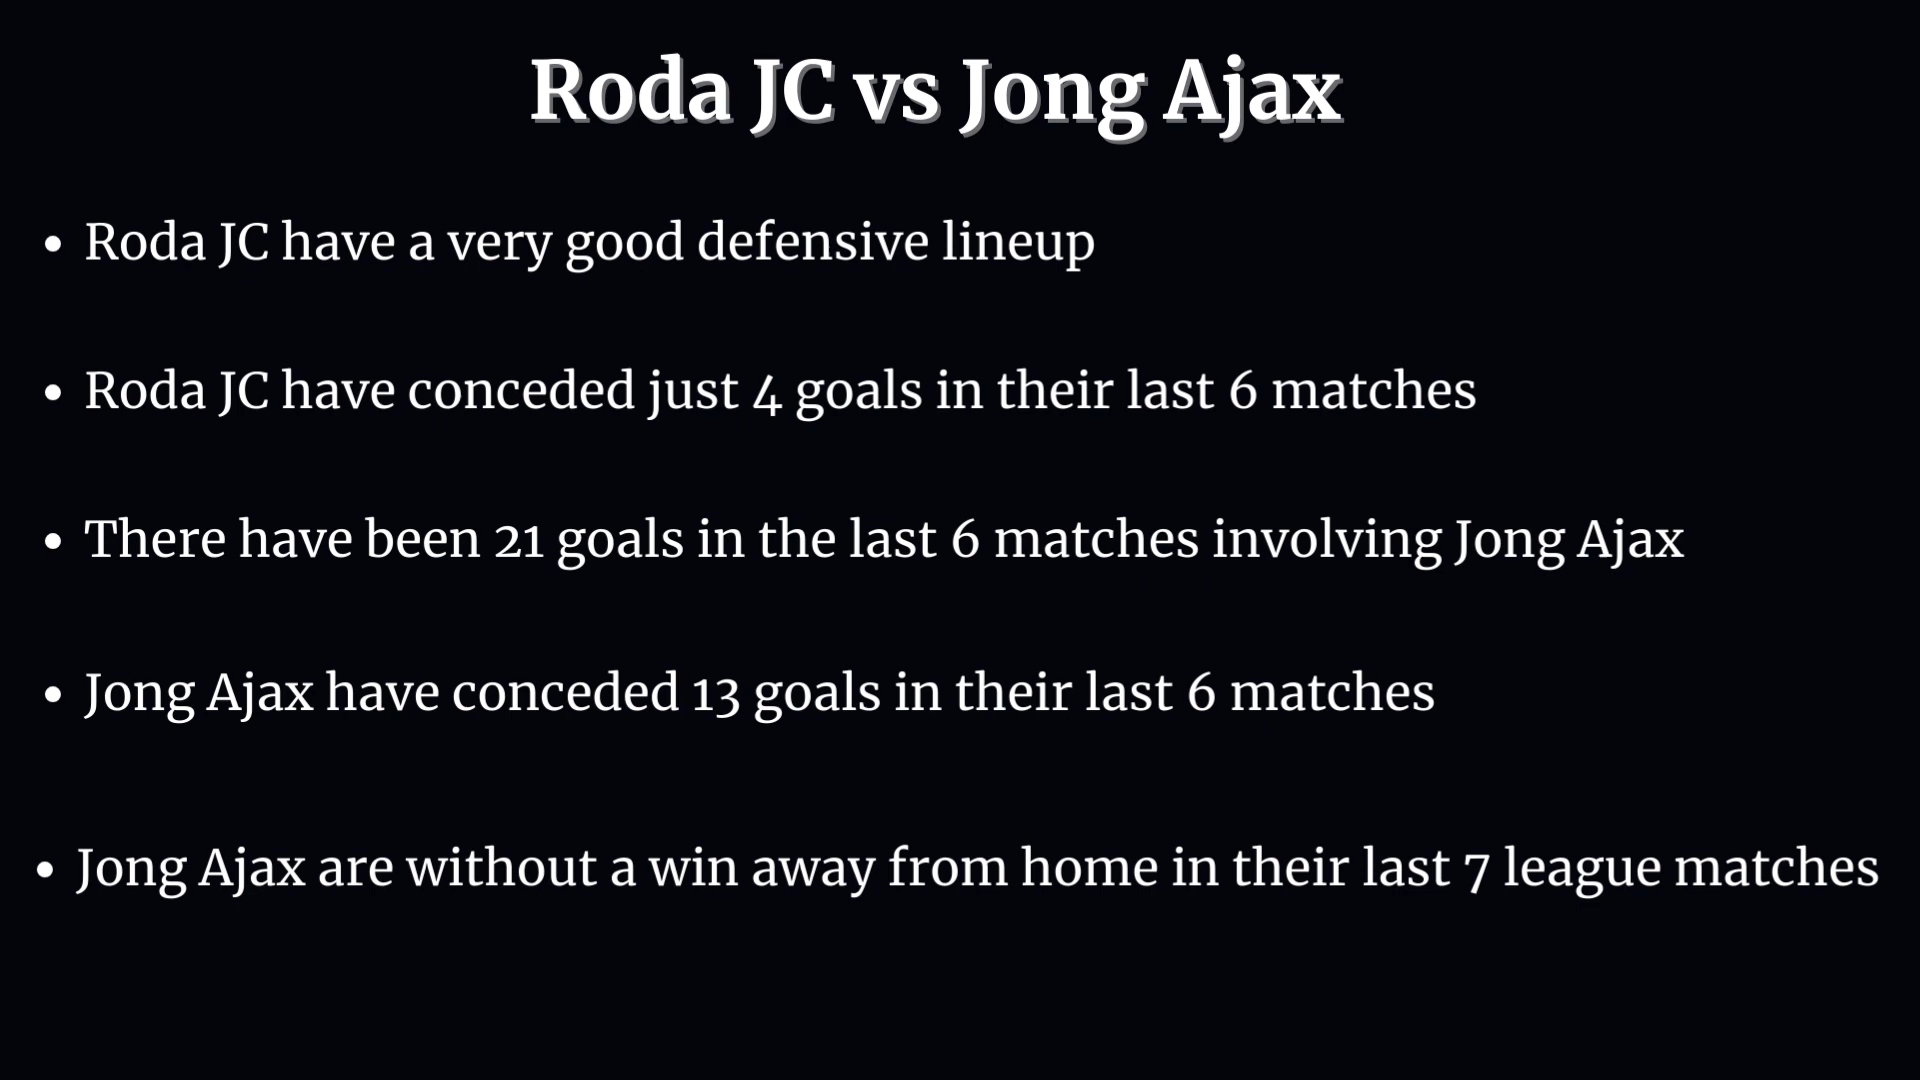 Roda JC vs Jong Ajax
• Roda JC have a very good defensive lineup
• Roda JC have conceded just 4 goals in their last 6 matches
• There have been 21 goals in the last 6 matches involving Jong Ajax
• Jong Ajax have conceded 13 goals in their last 6 matches
• Jong Ajax are without a win away from home in their last 7 league matches